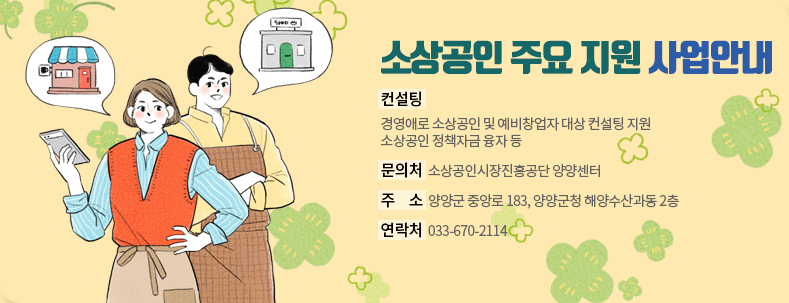 SHOP
소상공인 주요 지원 사업안내
컨설팅
경영애로 소상공인 및 예비창업자 대상 컨설팅 지원
소상공인 정책자금 융자 등
문의처 소상공인시장진흥공단 양양센터
주 소 양양군 중앙로 183, 양양군청 해양수산과동 2층
연락처 033-670-2114